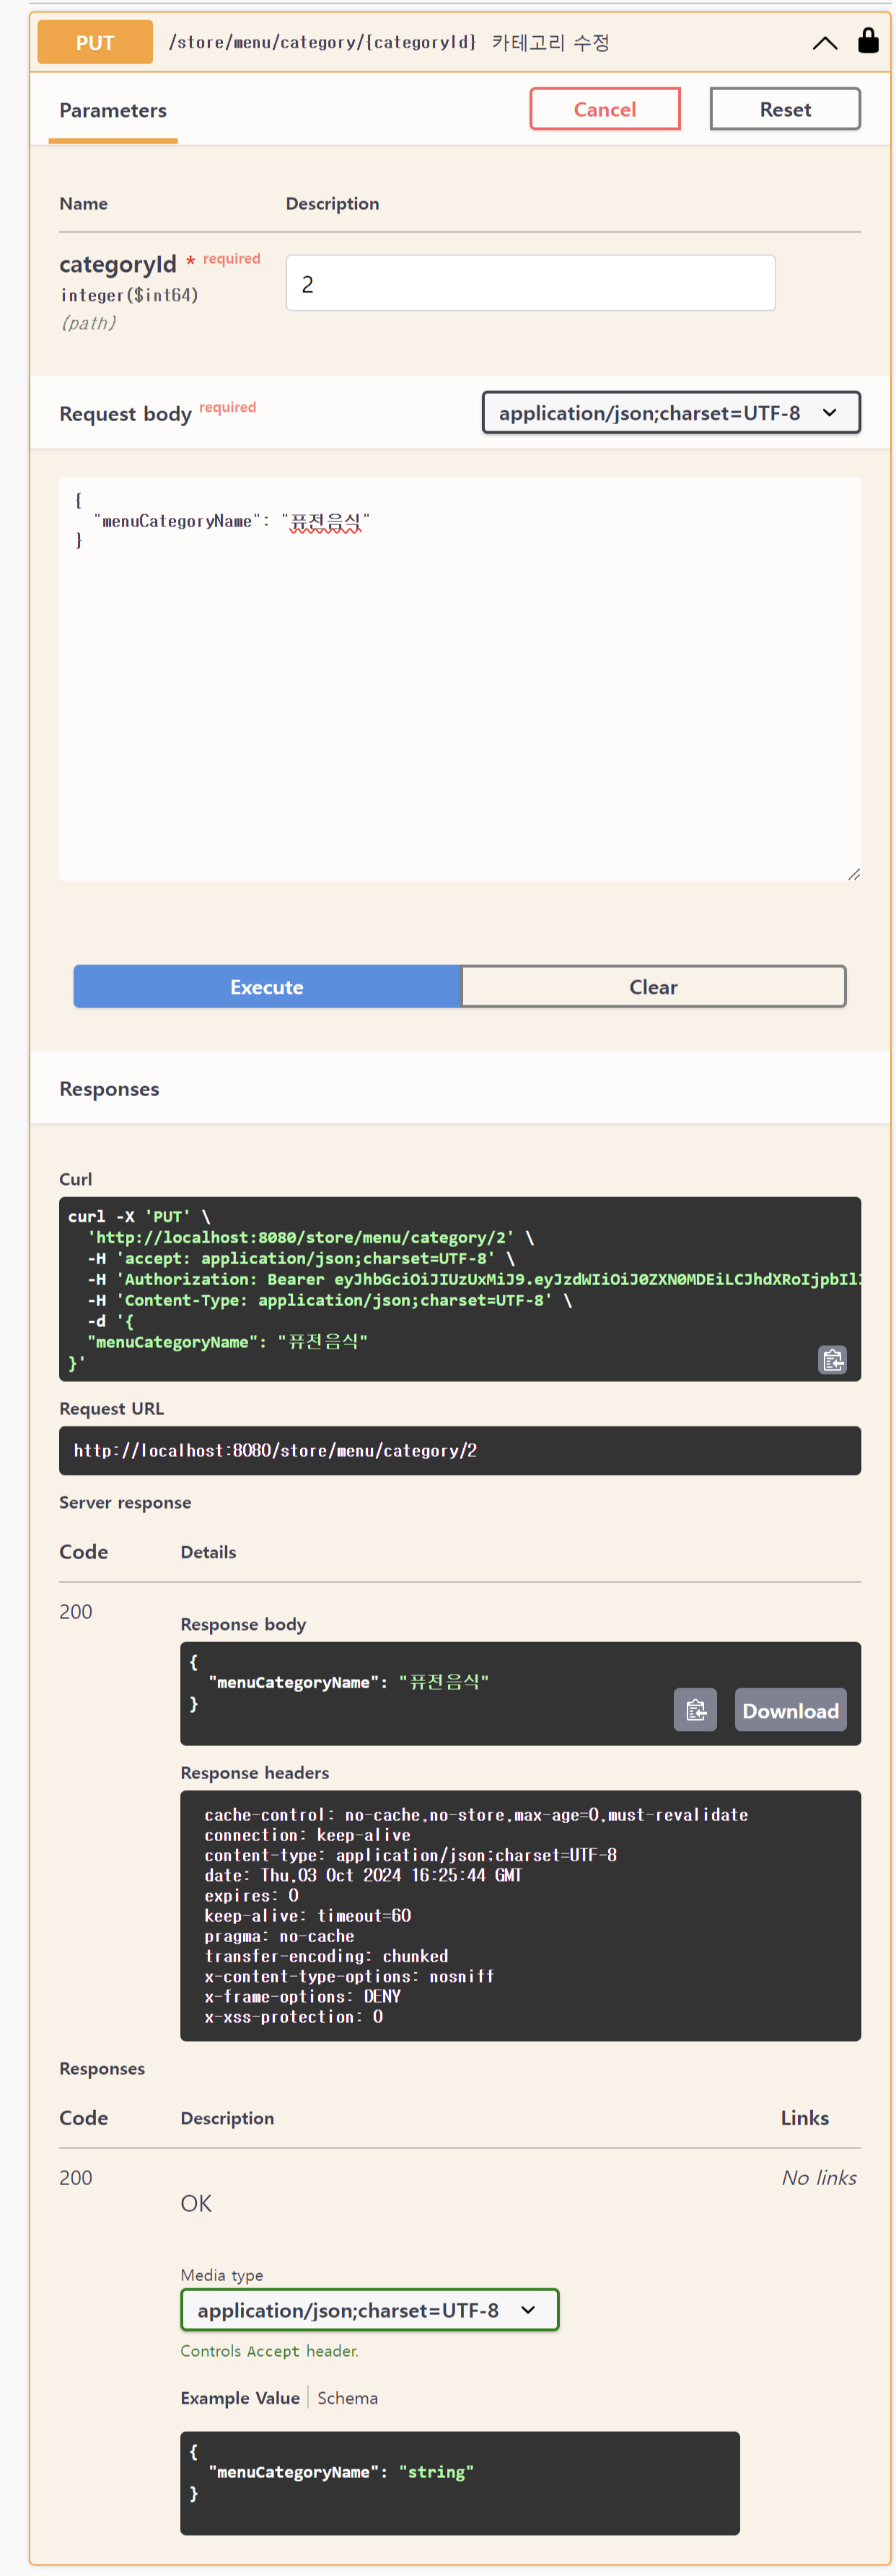 PUT /store/menu/category/{categoryId} 카테고리 수정
Parameters Cancel Reset
Name Description
categoryId * required 2
integer($int64)
(path)
Request body required application/json;charset=UTF-8
{
"menuCategoryName": "퓨전음식"
}
Execute Clear
Responses
Curl
curl -X 'PUT' \
'http://localhost:8080/store/menu/category/2' \
-H 'accept: application/json;charset=UTF-8' \
-H 'Authorization: Bearer eyJhbGciOiJIUzUxMiJ9.eyJzdWIiOiJ0ZXN0MDEiLCJhdXRoIjpbIl
-H 'Content-Type: application/json;charset=UTF-8' \
-d '{
"menuCategoryName": "퓨전음식"
}'
Request URL
http://localhost:8080/store/menu/category/2
Server response
Code Details
200
Response body
{
"menuCategoryName": "퓨전음식"
}
Download
Response headers
cache-control: no-cache,no-store,max-age=0,must-revalidate
connection: keep-alive
content-type: application/json;charset=UTF-8
date: Thu,03 Oct 2024 16:25:44 GMT
expires: 0
keep-alive: timeout=60
pragma: no-cache
transfer-encoding: chunked
x-content-type-options: nosniff
x-frame-options: DENY
x-xss-protection: 0
Responses
Code Description Links
200 No links
OK
Media type
application/json;charset=UTF-8
Controls Accept header.
Example Value Schema
{
"menuCategoryName": "string"
}